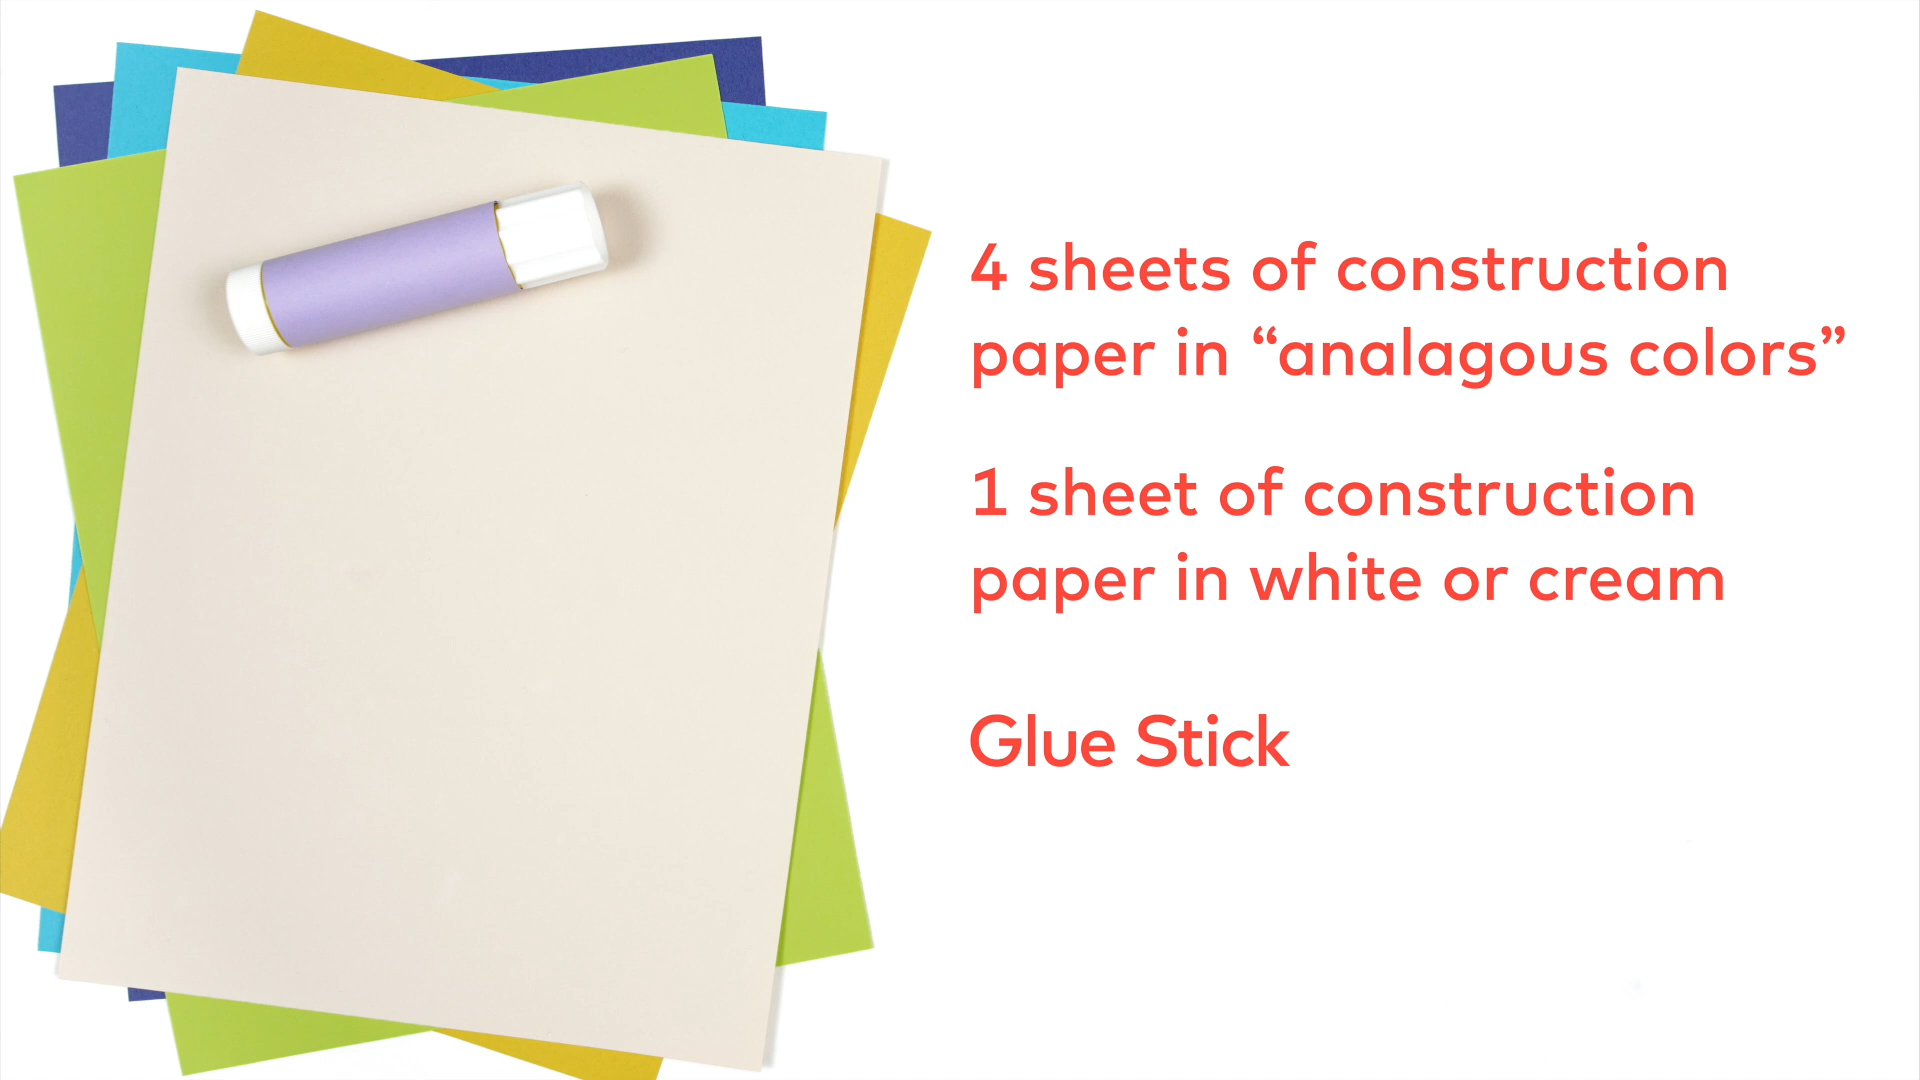 4 sheets of construction
paper in “analagous colors”
1 sheet of construction
paper in white or cream
Glue Stick